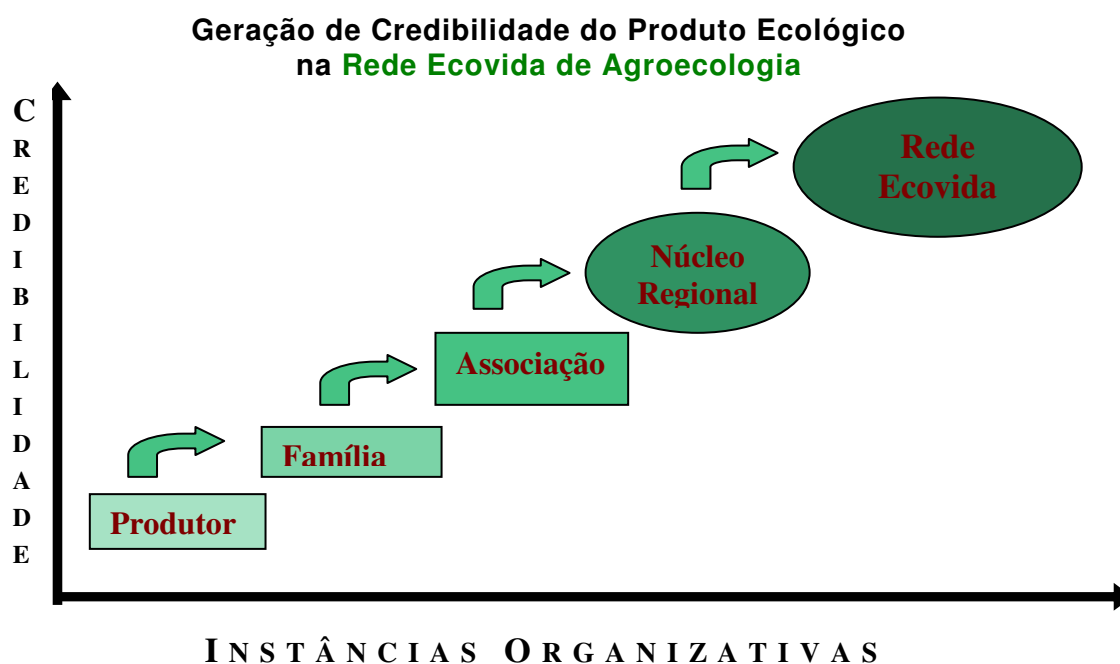 Geração de Credibilidade do Produto Ecológico
na Rede Ecovida de Agroecologia
CREDIBILIDADE
Rede
Ecovida
Núcleo
Regional
Associação
Família
Produtor
INSTÂNCIAS ORGANIZATIVAS